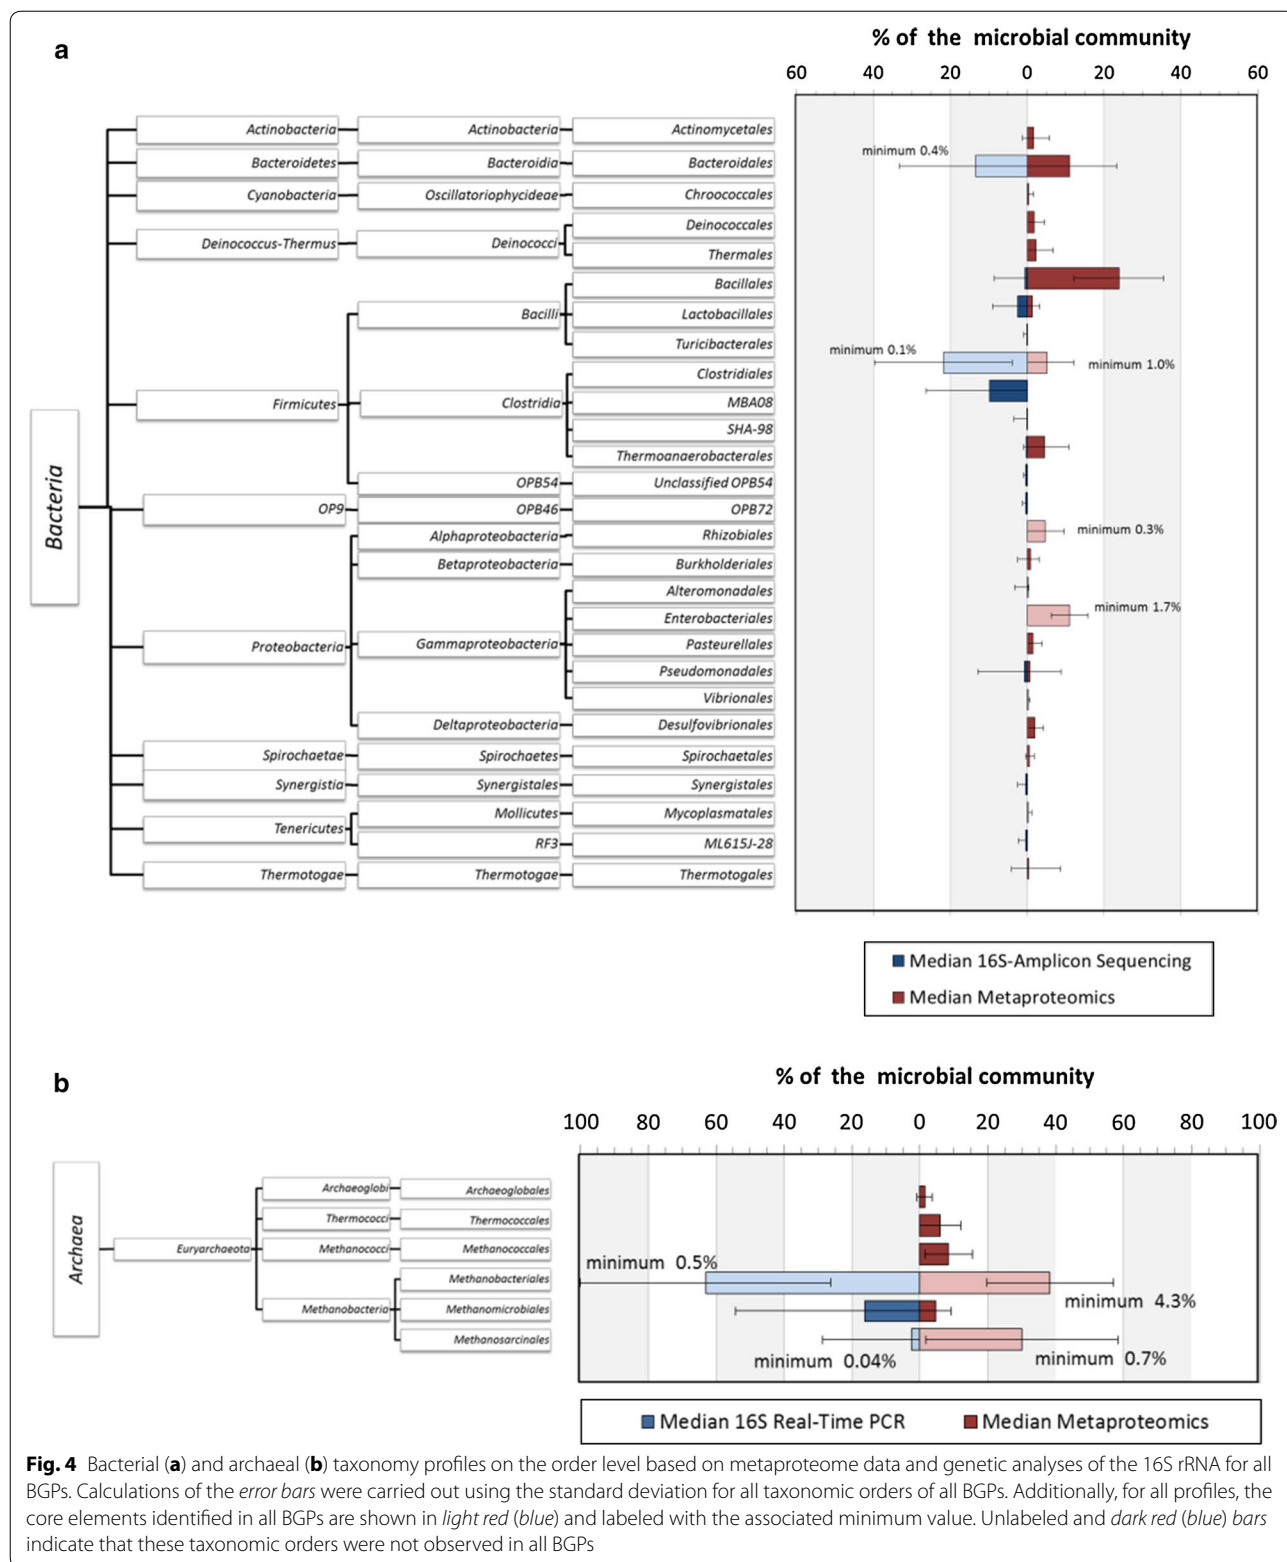 a
% of the microbial community
60 40 20 0 20 40 60
Actinobacteria Actinobacteria Actinomycetales
minimum 0.4%
Bacteroidetes Bacteroidia Bacteroidales
Cyanobacteria Oscillatoriophycideae Chroococcales
Deinococcales
Deinococcus-Thermus Deinococci
Thermales
Bacillales
Bacilli Lactobacillales
Turicibacterales
minimum 0.1%
minimum 1.0%
Clostridiales
Firmicutes Clostridia MBA08
SHA-98
Thermoanaerobacterales
OPB54 Unclassified OPB54
OP9 OPB46 OPB72
Alphaproteobacteria Rhizobiales
minimum 0.3%
Betaproteobacteria Burkholderiales
Alteromonadales
minimum 1.7%
Enterobacteriales
Proteobacteria Gammaproteobacteria Pasteurellales
Pseudomonadales
Vibrionales
Deltaproteobacteria Desulfovibrionales
Spirochaetae Spirochaetes Spirochaetales
Synergistia Synergistales Synergistales
Mollicutes Mycoplasmatales
Tenericutes
RF3 ML615J-28
Thermotogae Thermotogae Thermotogales
Bacteria
Median 16S-Amplicon Sequencing
Median Metaproteomics
b
% of the microbial community
100 80 60 40 20 0 20 40 60 80 100
Archaea
Archaeoglobi Archaeoglobales
Thermococci Thermococcales
Euryarchaeota Methanococci Methanococcales
minimum 0.5%
Methanobacteriales
minimum 4.3%
Methanobacteria Methanomicrobiales
Methanosarcinales
minimum 0.04%
minimum 0.7%
Median 16S Real-Time PCR Median Metaproteomics
Fig. 4 Bacterial (a) and archaeal (b) taxonomy profiles on the order level based on metaproteome data and genetic analyses of the 16S rRNA for all
BGPs. Calculations of the error bars were carried out using the standard deviation for all taxonomic orders of all BGPs. Additionally, for all profiles, the
core elements identified in all BGPs are shown in light red (blue) and labeled with the associated minimum value. Unlabeled and dark red (blue) bars
indicate that these taxonomic orders were not observed in all BGPs